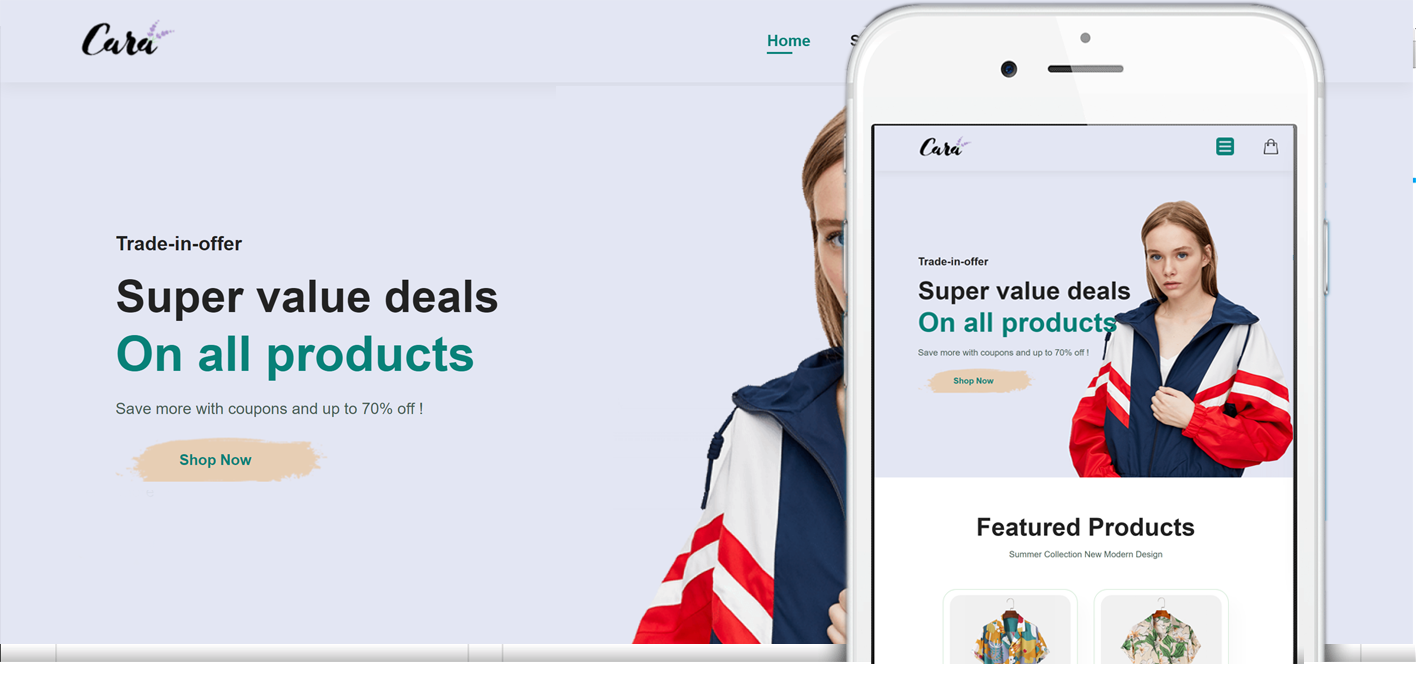 Cara
Home
S
Trade-in-offer
Super value deals
On all products
Save more with coupons and up to 70% off !
Shop Now
Cara
Trade-in-offer
Super value deals
On all products
Save more with coupons and up to 70% off !
Shop Now
Featured Products
Summer Collection New Modern Design